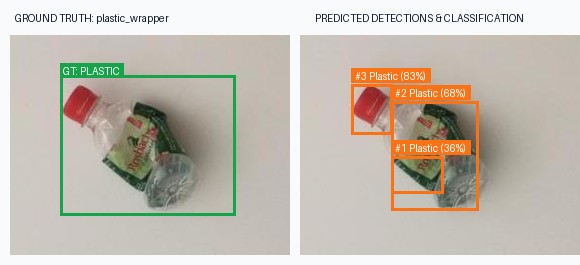 GROUND TRUTH: plastic_wrapper
PREDICTED DETECTIONS & CLASSIFICATION
GT: PLASTIC
#3 Plastic (83%)
#2 Plastic (68%)
#1 Plastic (36%)